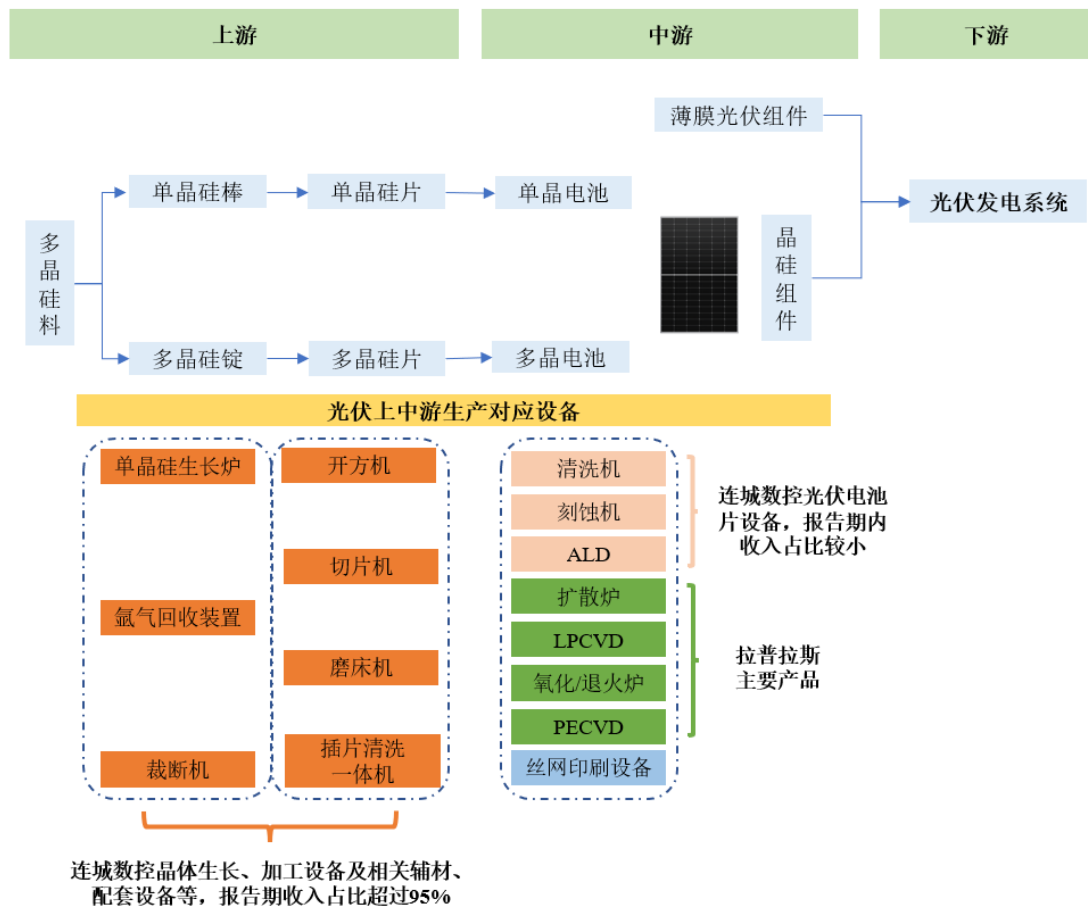 上游
中游
下游
薄膜光伏组件
单晶硅棒
单晶硅片
单晶电池
光伏发电系统
多
晶
硅
料
晶
硅
组
件
多晶硅锭
多晶硅片
多晶电池
光伏上中游生产对应设备
单晶硅生长炉
氩气回收装置
裁断机
开方机
切片机
磨床机
插片清洗
一体机
清洗机
刻蚀机
ALD
扩散炉
LPCVD
氧化/退火炉
PECVD
丝网印刷设备
连城数控光伏电池
片设备，报告期内
收入占比较小
拉普拉斯
主要产品
连城数控晶体生长、加工设备及相关辅材、
配套设备等，报告期收入占比超过95%